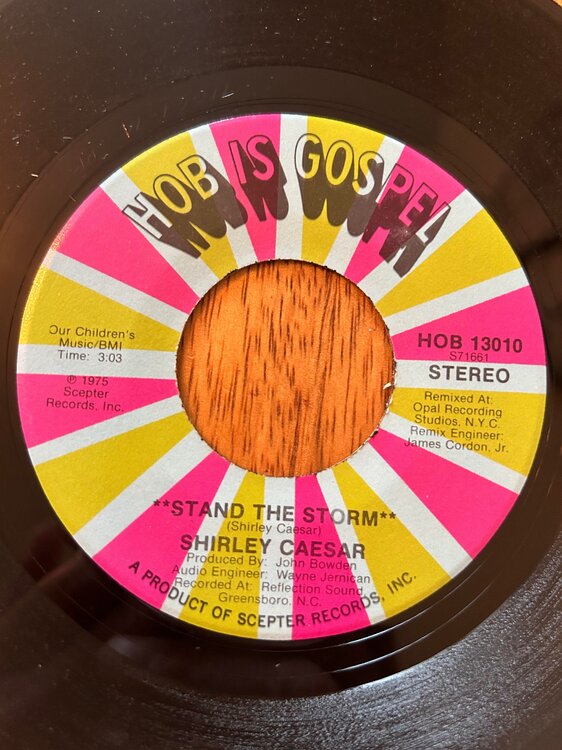 HOB IS GOSPEL
Our Children's
Music/BMI
Time: 3:03
℗ 1975
Scepter
Records, Inc.
HOB 13010
S71661
STEREO
Remixed At:
Opal Recording
Studios, N.Y.C.
Remix Engineer:
James Cordon, Jr.
**STAND THE STORM**
(Shirley Caesar)
SHIRLEY CAESAR
Produced By: John Bowden
Audio Engineer: Wayne Jernican
Recorded At: Reflection Sound
Greensboro, N.C.
A PRODUCT OF SCEPTER RECORDS, INC.